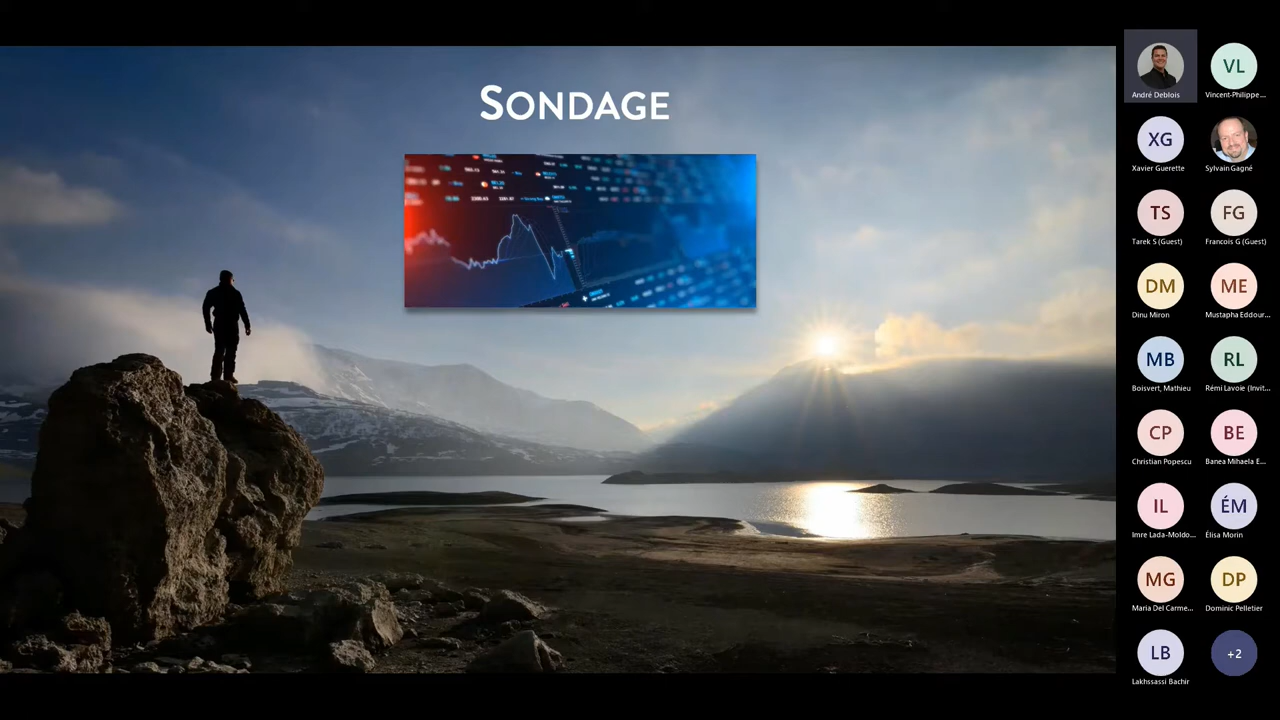 SONDAGE
André Deblois
VL
Vincent-Philippe...
XG
Xavier Guerette
Sylvain Gagné
TS
Tarek S (Guest)
FG
Francois G (Guest)
DM
Dinu Miron
ME
Mustapha Eddour...
MB
Boisvert, Mathieu
RL
Rémi Lavoie (Invit...
CP
Christian Popescu
BE
Banea Mihaela E...
IL
Imre Lada-Moldo...
ÉM
Élisa Morin
MG
Maria Del Carme...
DP
Dominic Pelletier
LB
Lakhssassi Bachir
+2